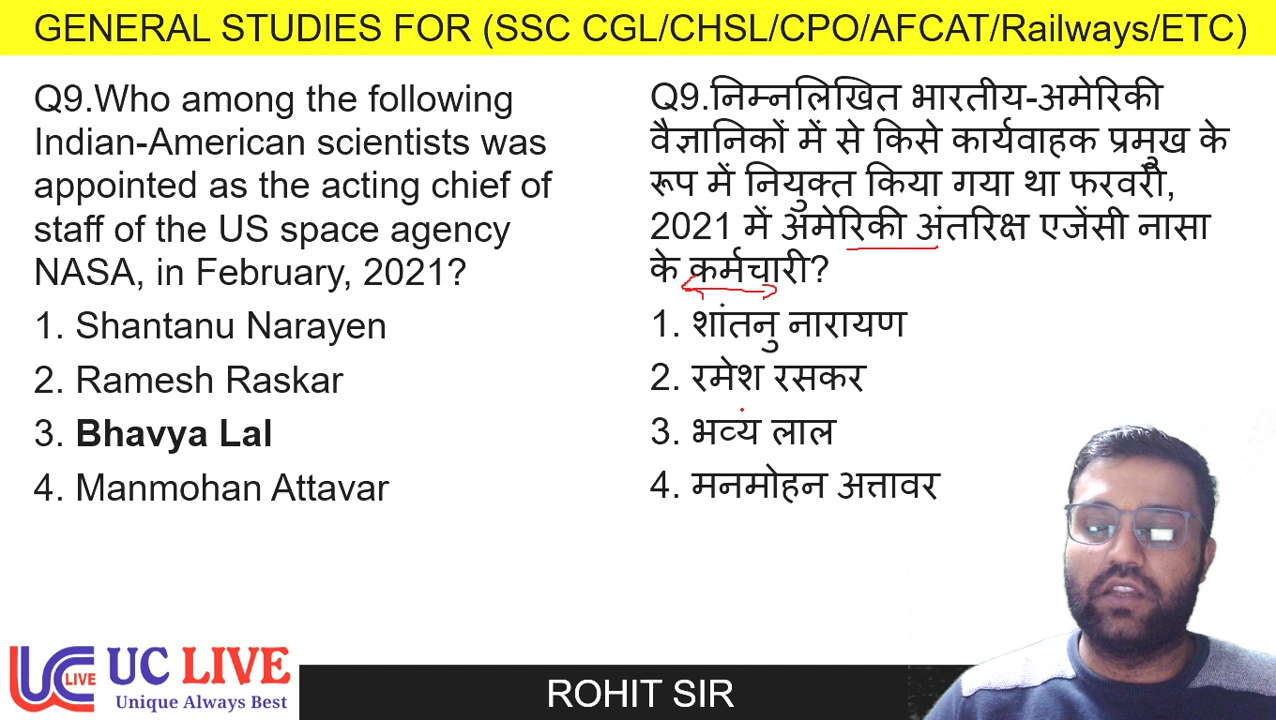 GENERAL STUDIES FOR (SSC CGL/CHSL/CPO/AFCAT/Railways/ETC)
Q9.Who among the following
Indian-American scientists was
appointed as the acting chief of
staff of the US space agency
NASA, in February, 2021?
1. Shantanu Narayen
2. Ramesh Raskar
3. Bhavya Lal
4. Manmohan Attavar
Q9.निम्नलिखित भारतीय-अमेरिकी
वैज्ञानिकों में से किसे कार्यवाहक प्रमुख के
रूप में नियुक्त किया गया था फरवरी,
2021 में अमेरिकी अंतरिक्ष एजेंसी नासा
के कर्मचारी?
1. शांतनु नारायण
2. रमेश रसकर
3. भव्य लाल
4. मनमोहन अत्तावर
UC LIVE
LIVE
Unique Always Best
ROHIT SIR